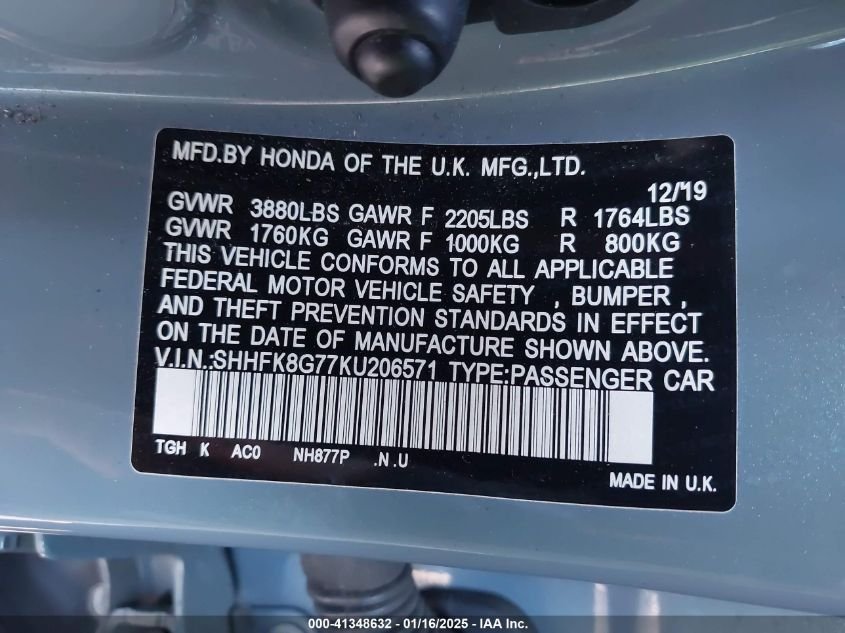 MFD.BY HONDA OF THE U.K. MFG.,LTD.
12/'19
GVWR 3880LBS GAWR F 2205LBS R 1764LBS
GVWR 1760KG GAWR F 1000KG R 800KG
THIS VEHICLE CONFORMS TO ALL APPLICABLE
FEDERAL MOTOR VEHICLE SAFETY , BUMPER ,
AND THEFT PREVENTION STANDARDS IN EFFECT
ON THE DATE OF MANUFACTURE SHOWN ABOVE.
V.I.N.:SHHFK8G77KU206571 TYPE:PASSENGER CAR
TGH K AC0 NH877P .N .U
MADE IN U.K.
000-41348632 - 01/16/2025 - IAA Inc.